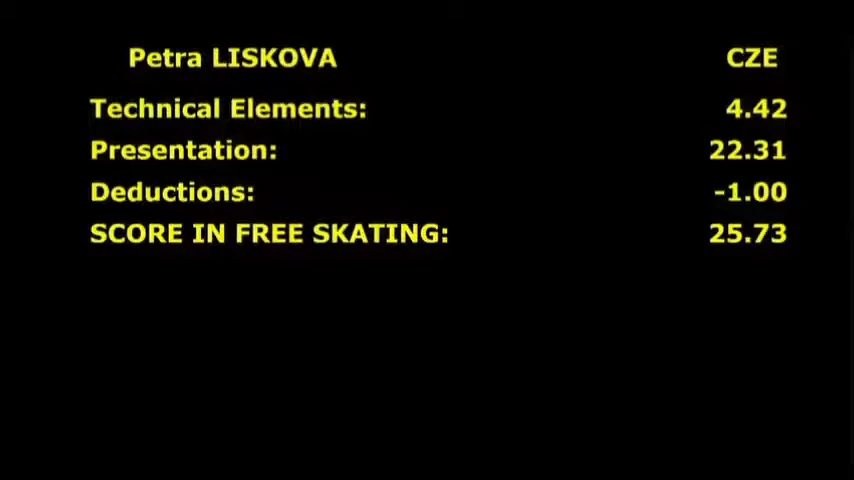 Petra LISKOVA CZE
Technical Elements: 4.42
Presentation: 22.31
Deductions: -1.00
SCORE IN FREE SKATING: 25.73